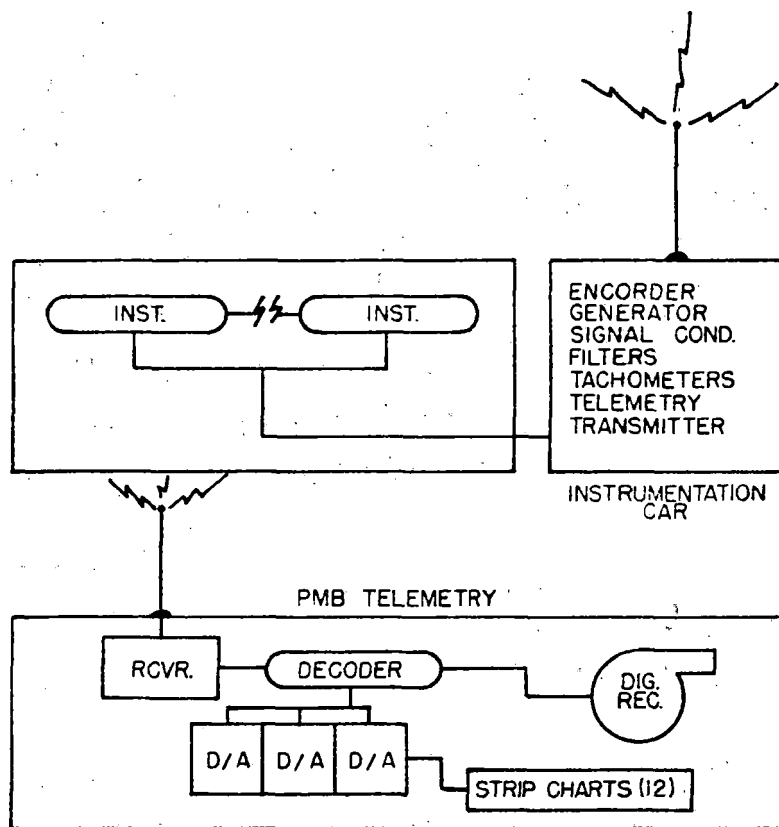 INST.
INST.
ENCORDER
GENERATOR
SIGNAL COND.
FILTERS
TACHOMETERS
TELEMETRY
TRANSMITTER
INSTRUMENTATION
CAR
PMB TELEMETRY
RCVR.
DECODER
DIG.
REC.
D/A
D/A
D/A
STRIP CHARTS (12)